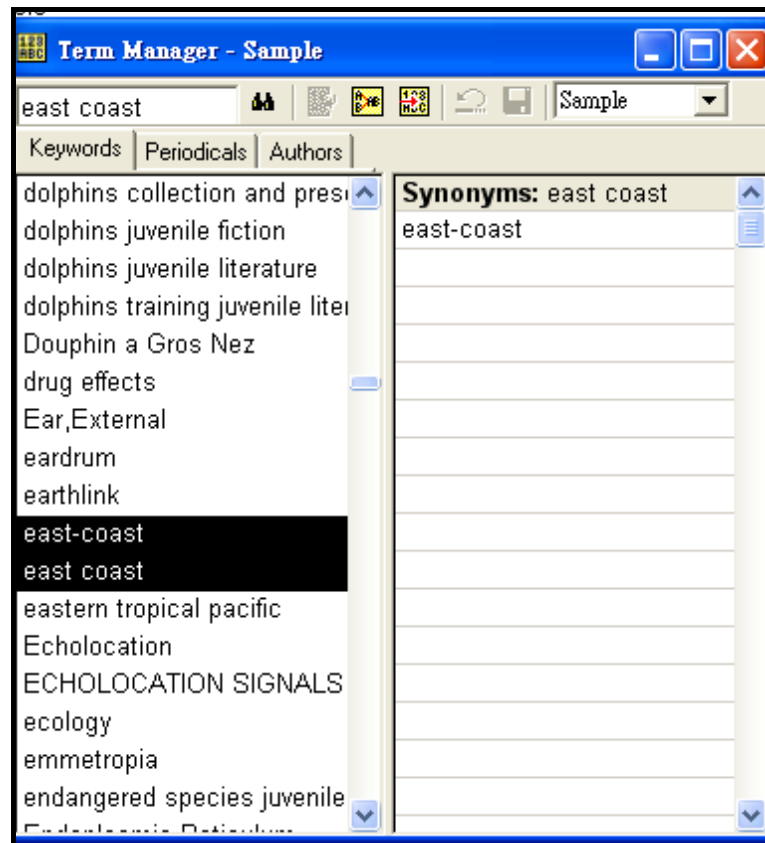 Term Manager - Sample
east coast
Sample
Keywords Periodicals Authors
dolphins collection and pres
dolphins juvenile fiction
dolphins juvenile literature
dolphins training juvenile liter
Douphin a Gros Nez
drug effects
Ear,External
eardrum
earthlink
east-coast
east coast
eastern tropical pacific
Echolocation
ECHOLOCATION SIGNALS
ecology
emmetropia
endangered species juvenile
Synonyms: east coast
east-coast